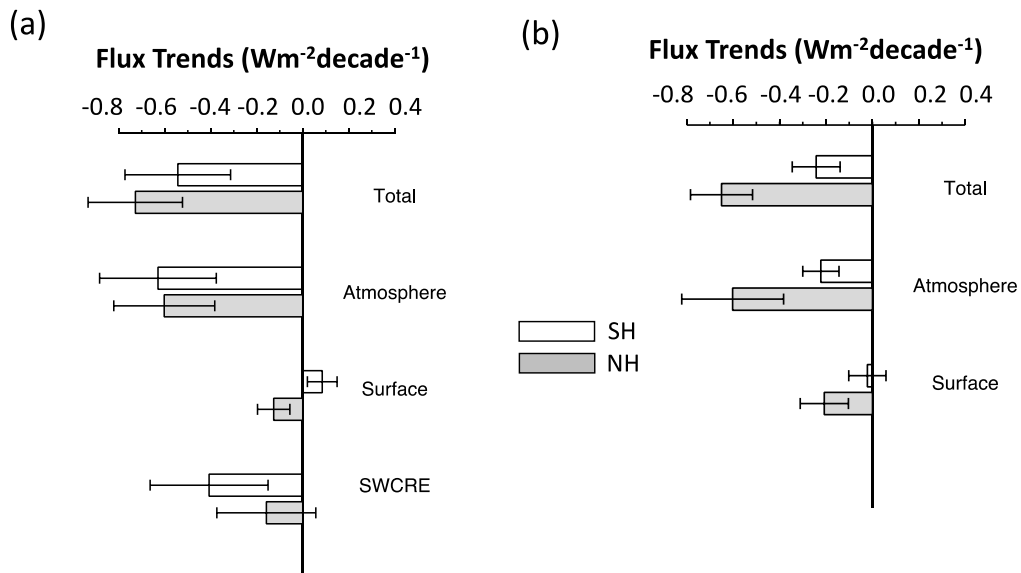 (a)
Flux Trends (Wm⁻²decade⁻¹)
-0.8 -0.6 -0.4 -0.2 0.0 0.2 0.4
Total
Atmosphere
Surface
SWCRE
SH
NH
(b)
Flux Trends (Wm⁻²decade⁻¹)
-0.8 -0.6 -0.4 -0.2 0.0 0.2 0.4
Total
Atmosphere
Surface